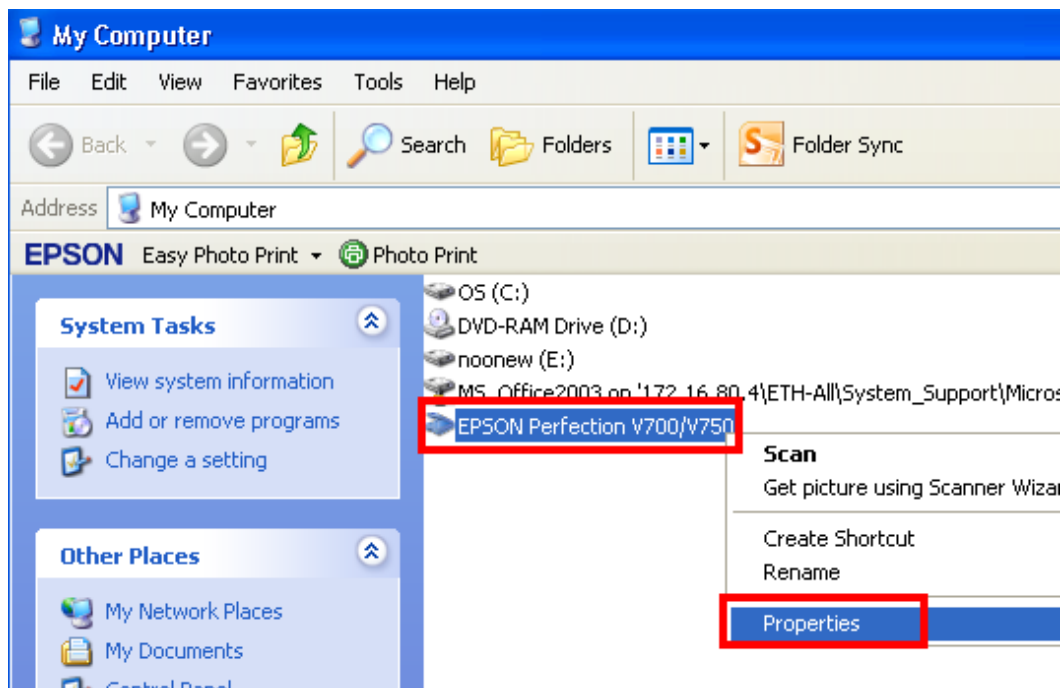 My Computer
File Edit View Favorites Tools Help
Back Search Folders Folder Sync
Address My Computer
EPSON Easy Photo Print Photo Print
System Tasks
View system information
Add or remove programs
Change a setting
Other Places
My Network Places
My Documents
Control Panel
OS (C:)
DVD-RAM Drive (D:)
noonew (E:)
MS_Office2003 on '172.16.80.4\ETH-All\System_Support\Micros
EPSON Perfection V700/V750
Scan
Get picture using Scanner Wizar
Create Shortcut
Rename
Properties